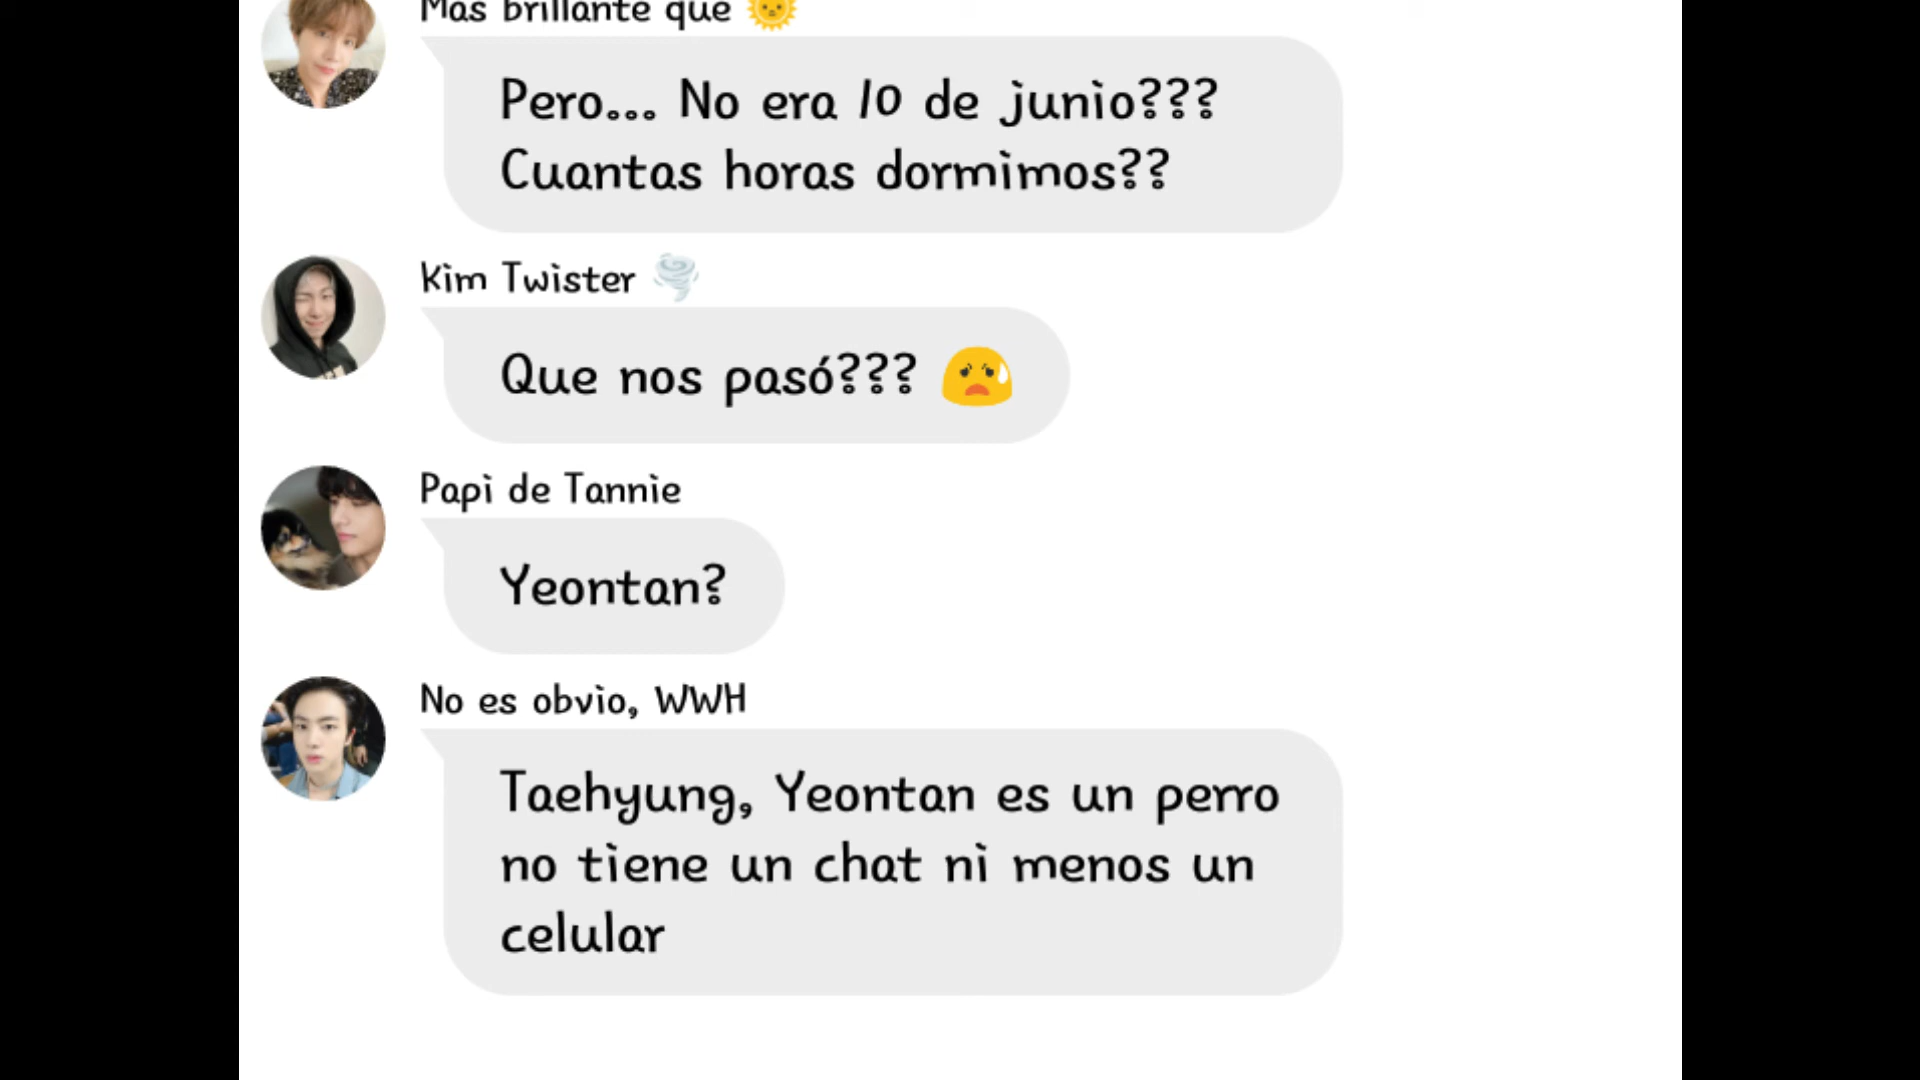 Mas brillante que 🌞
Pero... No era 10 de junio???
Cuantas horas dormimos??
Kim Twister 🌪️
Que nos pasó??? 😧
Papi de Tannie
Yeontan?
No es obvio, WWH
Taehyung, Yeontan es un perro
no tiene un chat ni menos un
celular